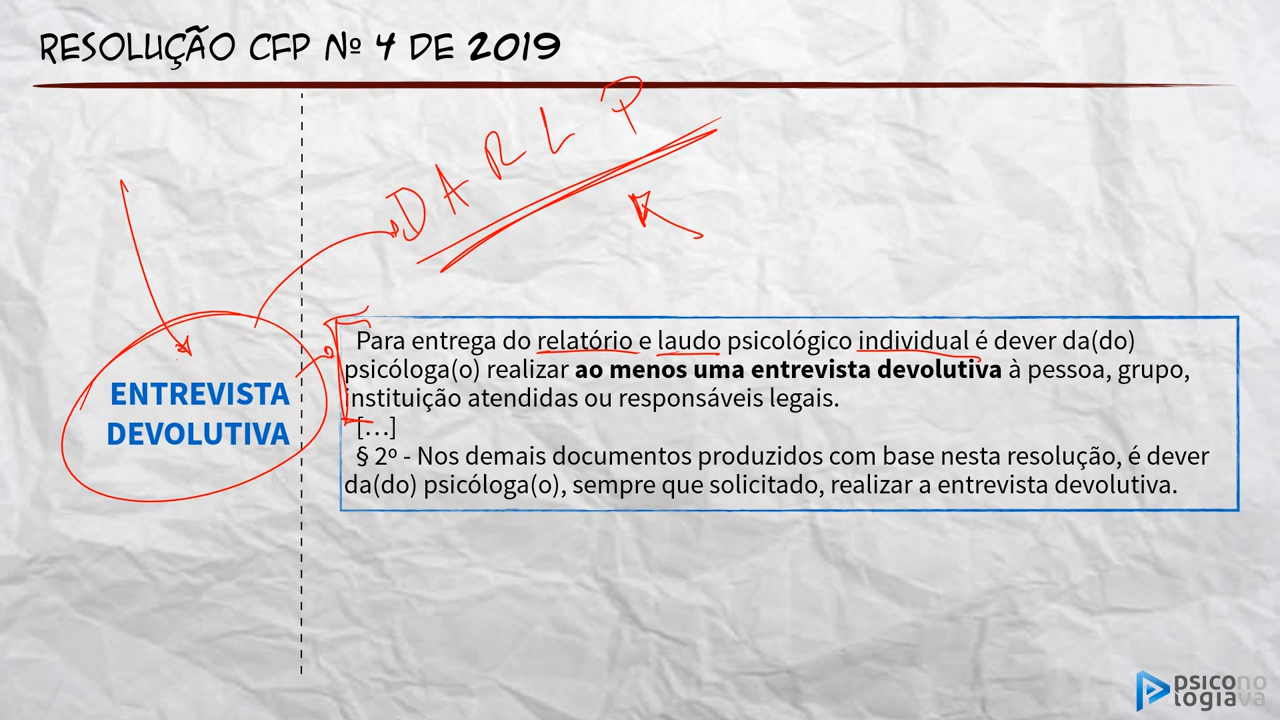 RESOLUÇÃO CFP Nº 4 DE 2019
D A R L P
ENTREVISTA
DEVOLUTIVA
Para entrega do relatório e laudo psicológico individual é dever da(do)
psicóloga(o) realizar ao menos uma entrevista devolutiva à pessoa, grupo,
instituição atendidas ou responsáveis legais.
[...]
§ 2º - Nos demais documentos produzidos com base nesta resolução, é dever
da(do) psicóloga(o), sempre que solicitado, realizar a entrevista devolutiva.
psicono
logiava